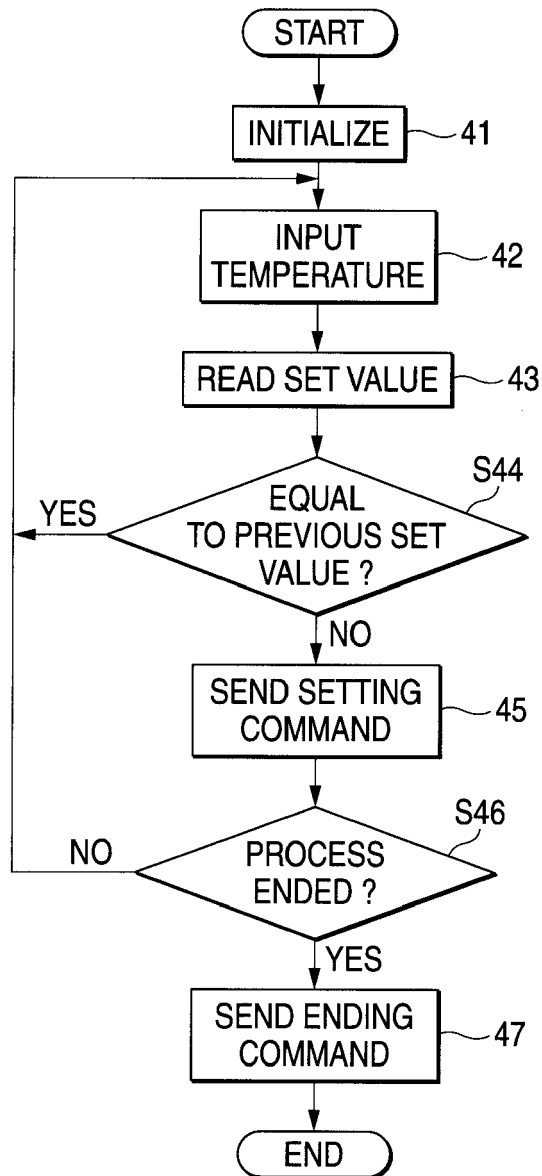 START
INITIALIZE
41
INPUT
TEMPERATURE
42
READ SET VALUE
43
S44
EQUAL
TO PREVIOUS SET
VALUE ?
YES
NO
SEND SETTING
COMMAND
45
S46
PROCESS
ENDED ?
NO
YES
SEND ENDING
COMMAND
47
END